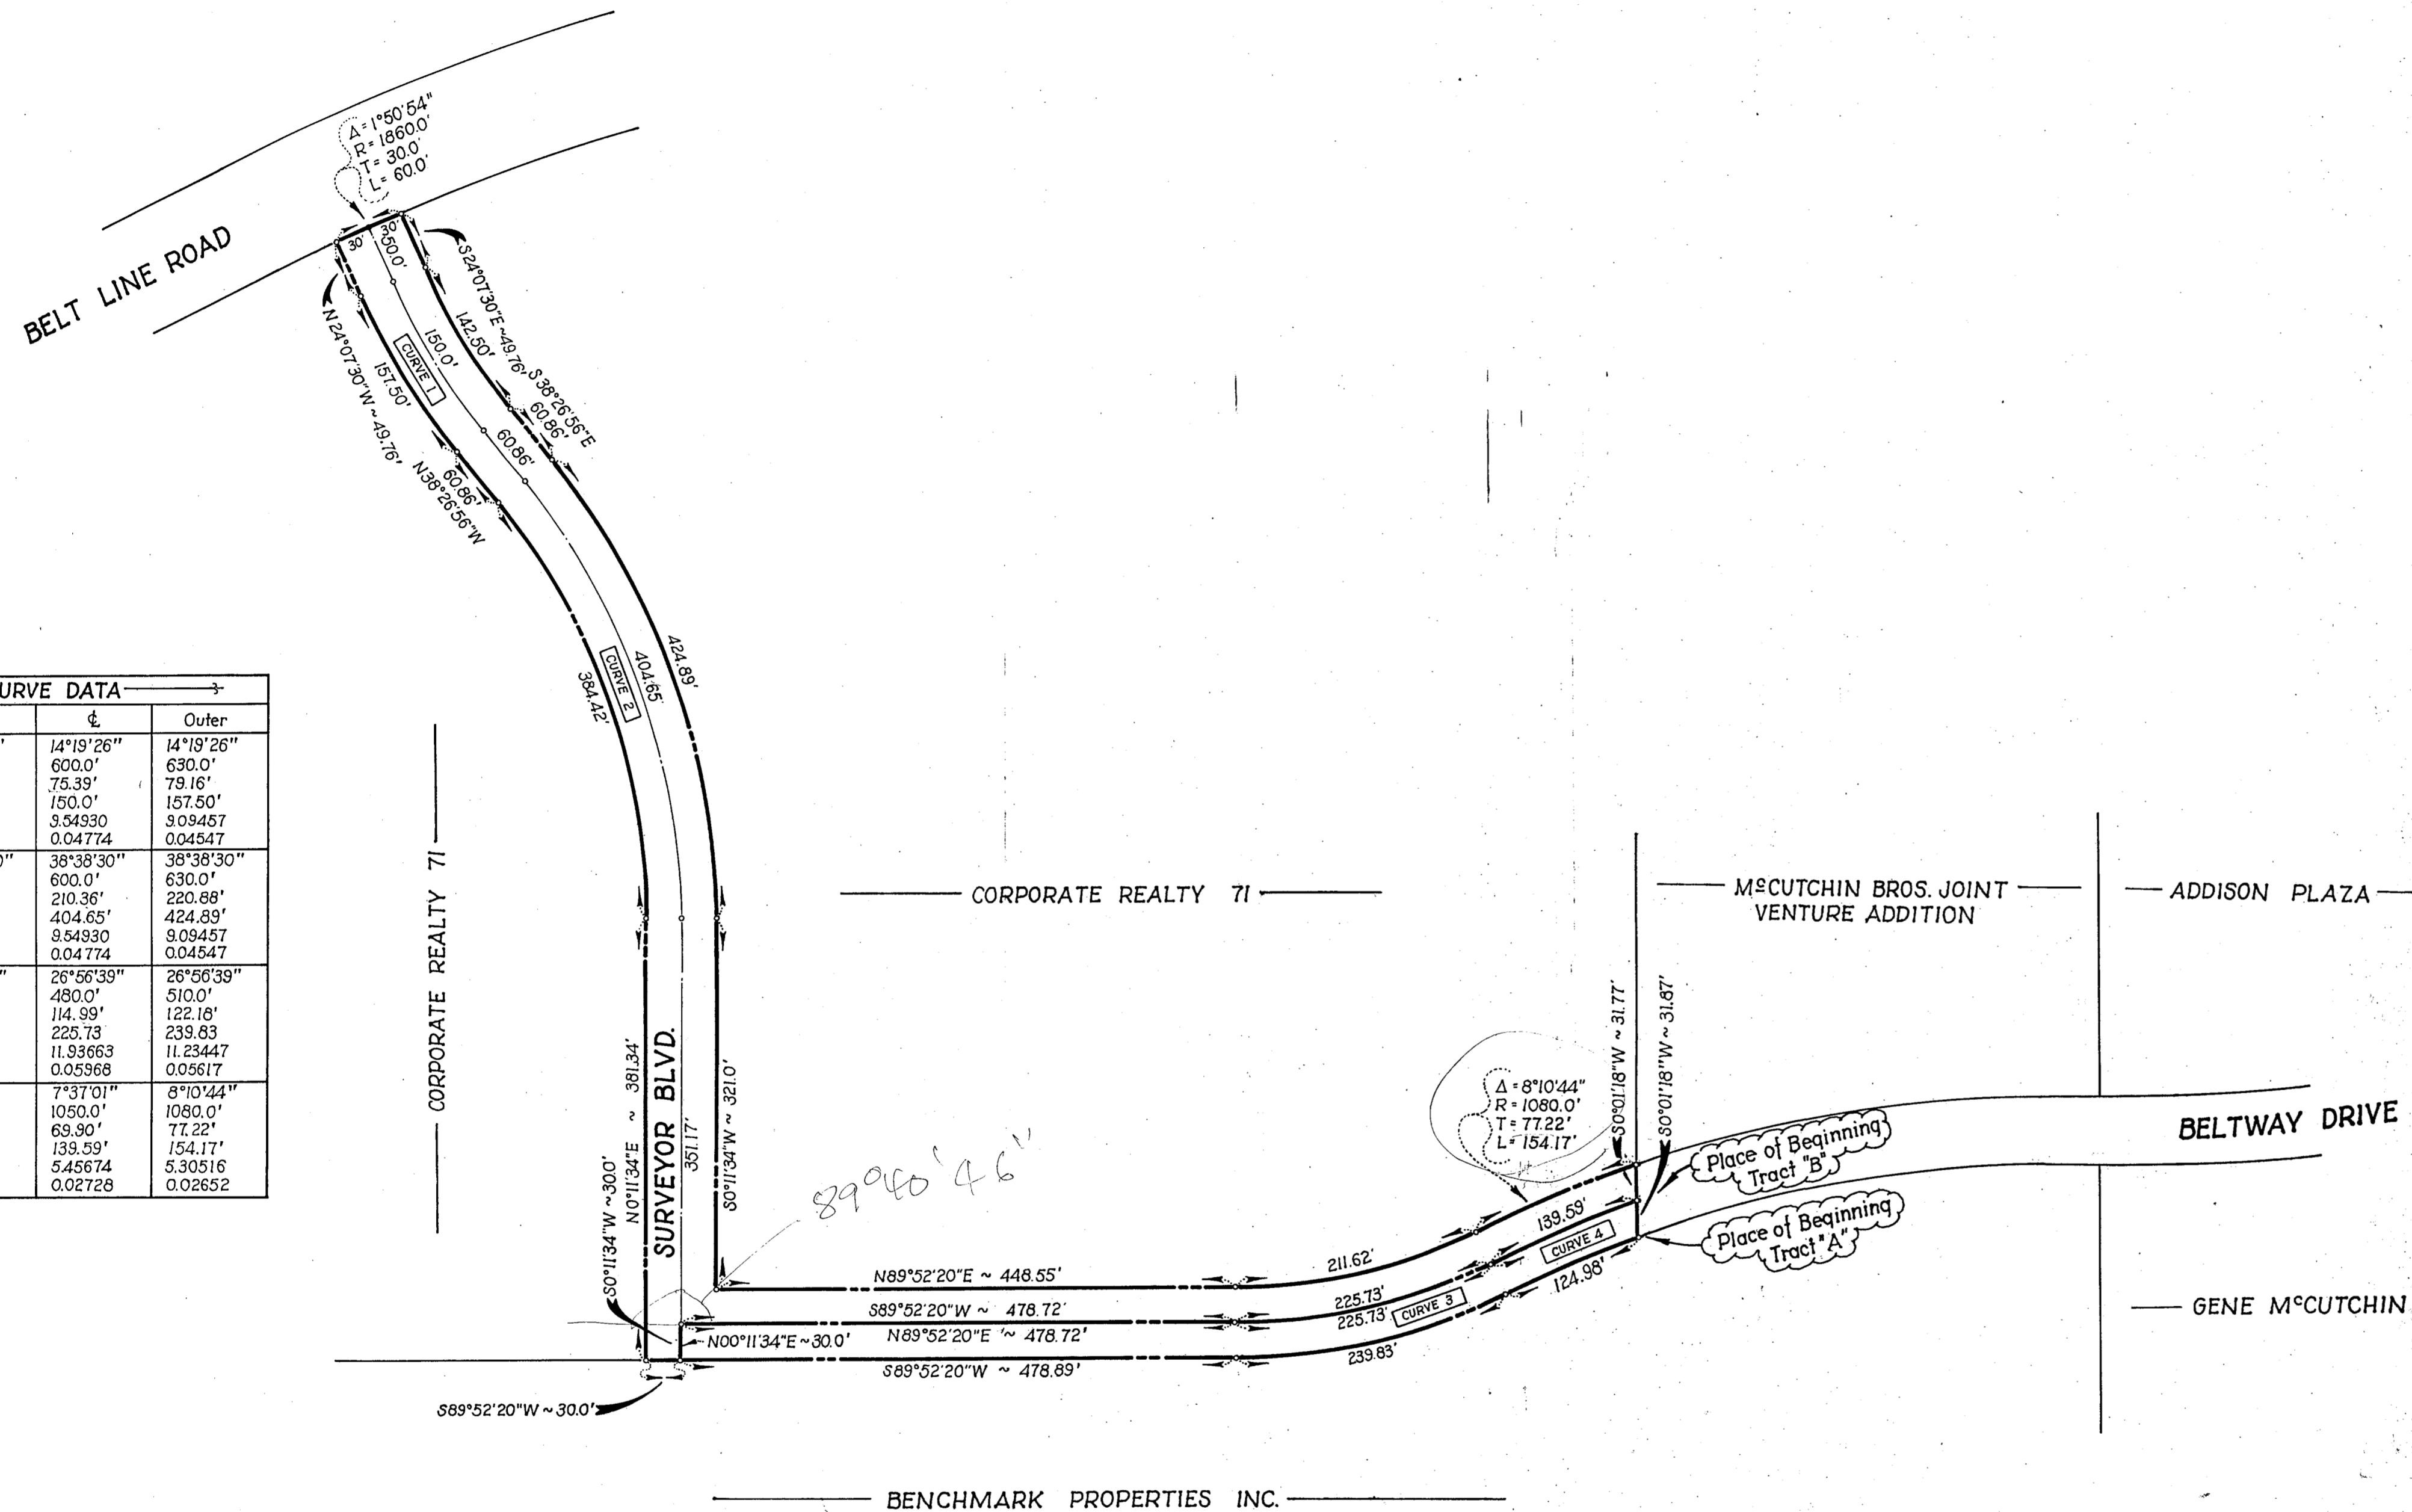 Δ = 1°50'54"
R = 1860.0'
T = 30.0'
L = 60.0'
BELT LINE ROAD
30'
30'
50.0'
S24°07'30"E ~ 49.76'
N24°07'30"W ~ 49.76'
142.50'
150.0'
CURVE 1
157.50'
S38°26'56"E
60.86'
60.86'
60.86'
N38°26'56"W
424.89'
404.65'
CURVE 2
384.42'
URVE DATA
℄ Outer
14°19'26" 14°19'26"
600.0' 630.0'
75.39' 79.16'
150.0' 157.50'
9.54930 9.09457
0.04774 0.04547
38°38'30" 38°38'30"
600.0' 630.0'
210.36' 220.88'
404.65' 424.89'
9.54930 9.09457
0.04774 0.04547
26°56'39" 26°56'39"
480.0' 510.0'
114.99' 122.18'
225.73 239.83
11.93663 11.23447
0.05968 0.05617
7°37'01" 8°10'44"
1050.0' 1080.0'
69.90' 77.22'
139.59' 154.17'
5.45674 5.30516
0.02728 0.02652
CORPORATE REALTY 71
CORPORATE REALTY 71
McCUTCHIN BROS. JOINT
VENTURE ADDITION
ADDISON PLAZA
N0°11'34"E ~ 381.34'
SURVEYOR BLVD.
351.17'
S0°11'34"W ~ 321.0'
S0°11'34"W ~ 30.0'
89°40'46"
S0°01'18"W ~ 31.77'
S0°01'18"W ~ 31.87'
Δ = 8°10'44"
R = 1080.0'
T = 77.22'
L = 154.17'
BELTWAY DRIVE
Place of Beginning
Tract "B"
Place of Beginning
Tract "A"
139.59'
CURVE 4
124.98'
211.62'
225.73'
225.73'
CURVE 3
239.83'
N89°52'20"E ~ 448.55'
S89°52'20"W ~ 478.72'
N89°52'20"E ~ 478.72'
N00°11'34"E ~ 30.0'
S89°52'20"W ~ 478.89'
S89°52'20"W ~ 30.0'
GENE McCUTCHIN
BENCHMARK PROPERTIES INC.